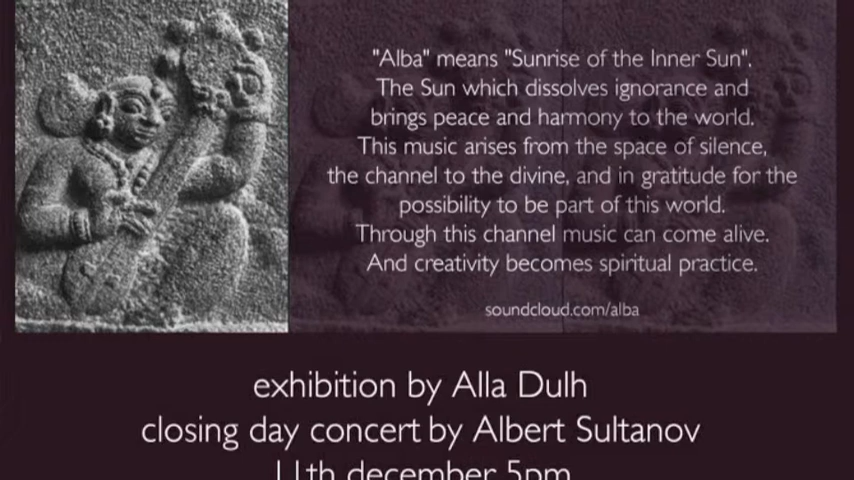 "Alba" means "Sunrise of the Inner Sun".
The Sun which dissolves ignorance and
brings peace and harmony to the world.
This music arises from the space of silence,
the channel to the divine, and in gratitude for the
possibility to be part of this world.
Through this channel music can come alive.
And creativity becomes spiritual practice.
soundcloud.com/alba
exhibition by Alla Dulh
closing day concert by Albert Sultanov
11th december 5pm